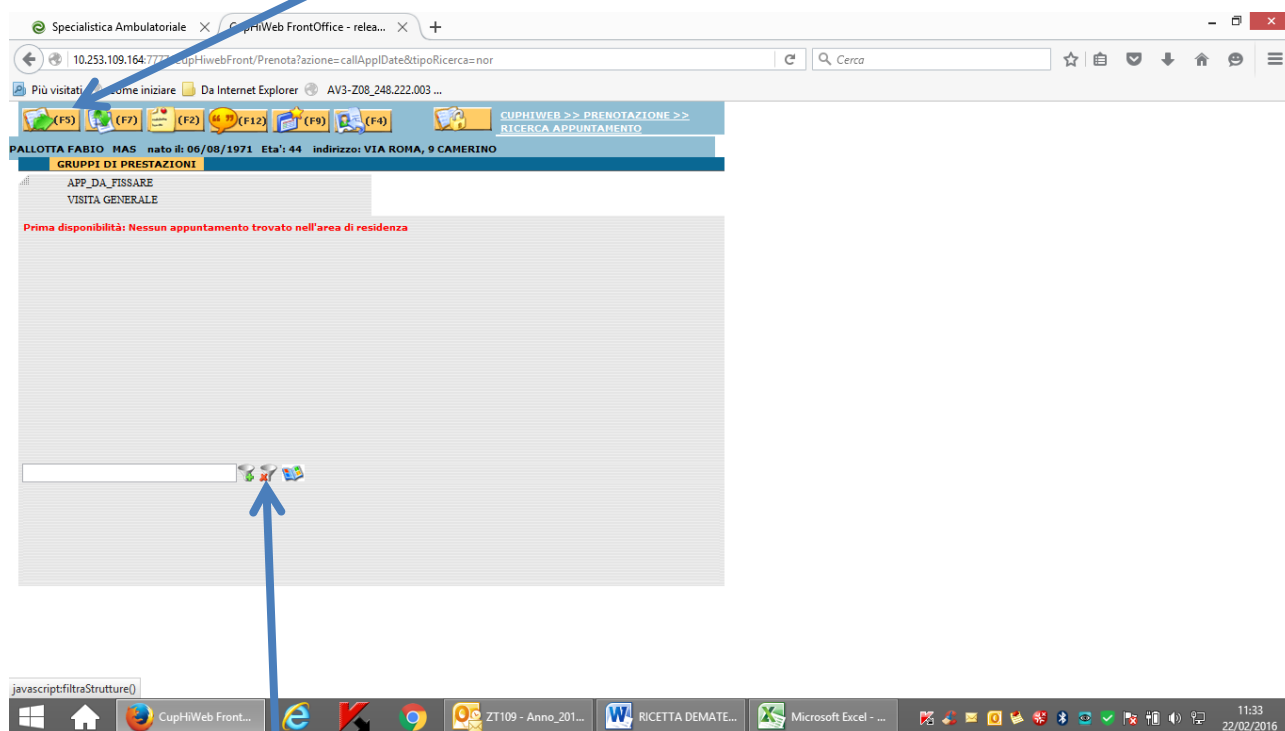 Specialistica Ambulatoriale
CupHiWeb FrontOffice - relea...
10.253.109.164:7777/CupHiwebFront/Prenota?azione=callApplDate&tipoRicerca=nor
Cerca
Più visitati Come iniziare Da Internet Explorer AV3-Z08_248.222.003 ...
(F5) (F7) (F2) (F12) (F9) (F4)
CUPHIWEB >> PRENOTAZIONE >>
RICERCA APPUNTAMENTO
PALLOTTA FABIO MAS nato il: 06/08/1971 Eta': 44 indirizzo: VIA ROMA, 9 CAMERINO
GRUPPI DI PRESTAZIONI
APP_DA_FISSARE
VISITA GENERALE
Prima disponibilità: Nessun appuntamento trovato nell'area di residenza
javascript:filtraStrutture()
CupHiWeb Front...
ZT109 - Anno_201...
RICETTA DEMATE...
Microsoft Excel - ...
11:33
22/02/2016